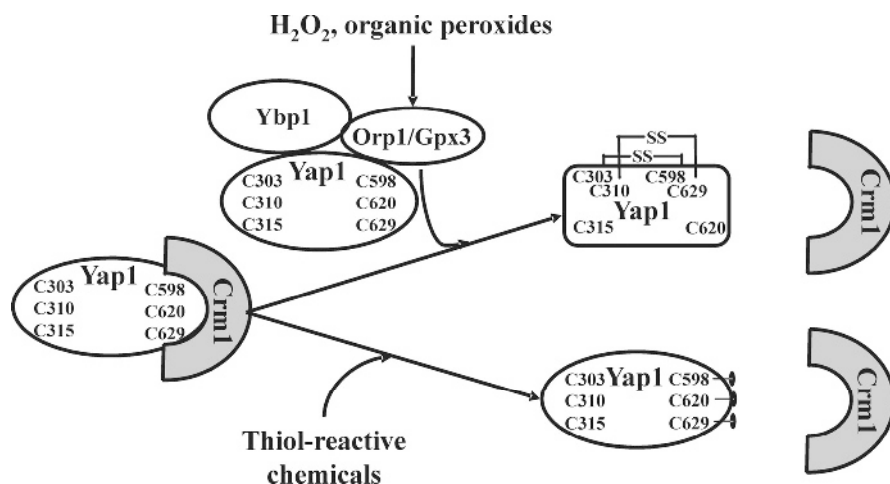 H₂O₂, organic peroxides
Ybp1
Orp1/Gpx3
Yap1
C303 C598
C310 C620
C315 C629
SS
SS
C303 C598
C310 C629
Yap1
C315 C620
Crm1
Yap1
C303 C598
C310 C620
C315 C629
Crm1
C303 Yap1 C598
C310 C620
C315 C629
Crm1
Thiol-reactive
chemicals